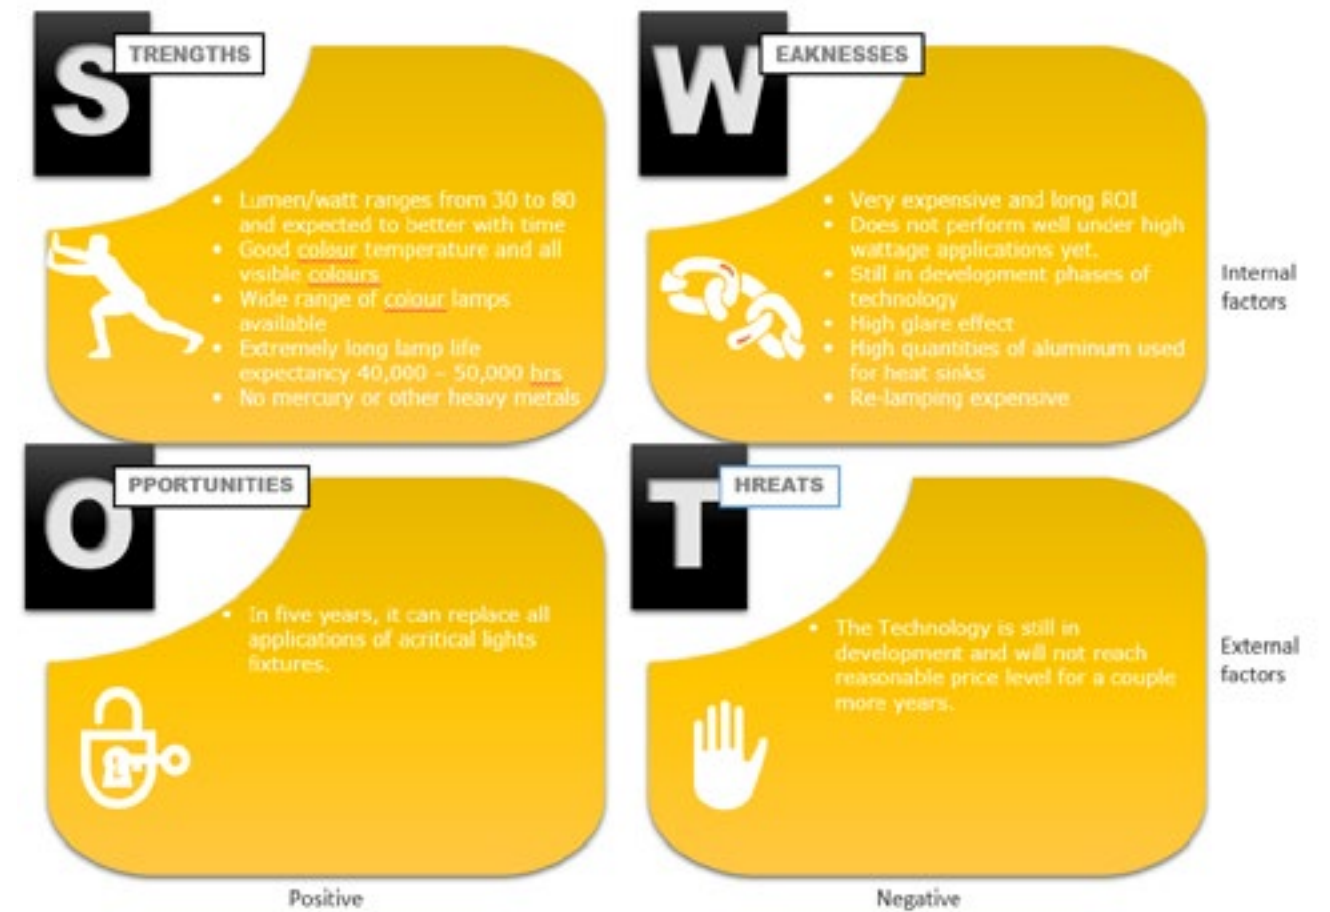 STRENGTHS
• Lumen/watt ranges from 30 to 80
and expected to better with time
• Good colour temperature and all
visible colours
• Wide range of colour lamps
available
• Extremely long lamp life
expectancy 40,000 – 50,000 hrs
• No mercury or other heavy metals
WEAKNESSES
• Very expensive and long ROI
• Does not perform well under high
wattage applications yet.
• Still in development phases of
technology
• High glare effect
• High quantities of aluminum used
for heat sinks
• Re-lamping expensive
Internal
factors
OPPORTUNITIES
• In five years, it can replace all
applications of acritical lights
fixtures.
THREATS
• The Technology is still in
development and will not reach
reasonable price level for a couple
more years.
External
factors
Positive
Negative